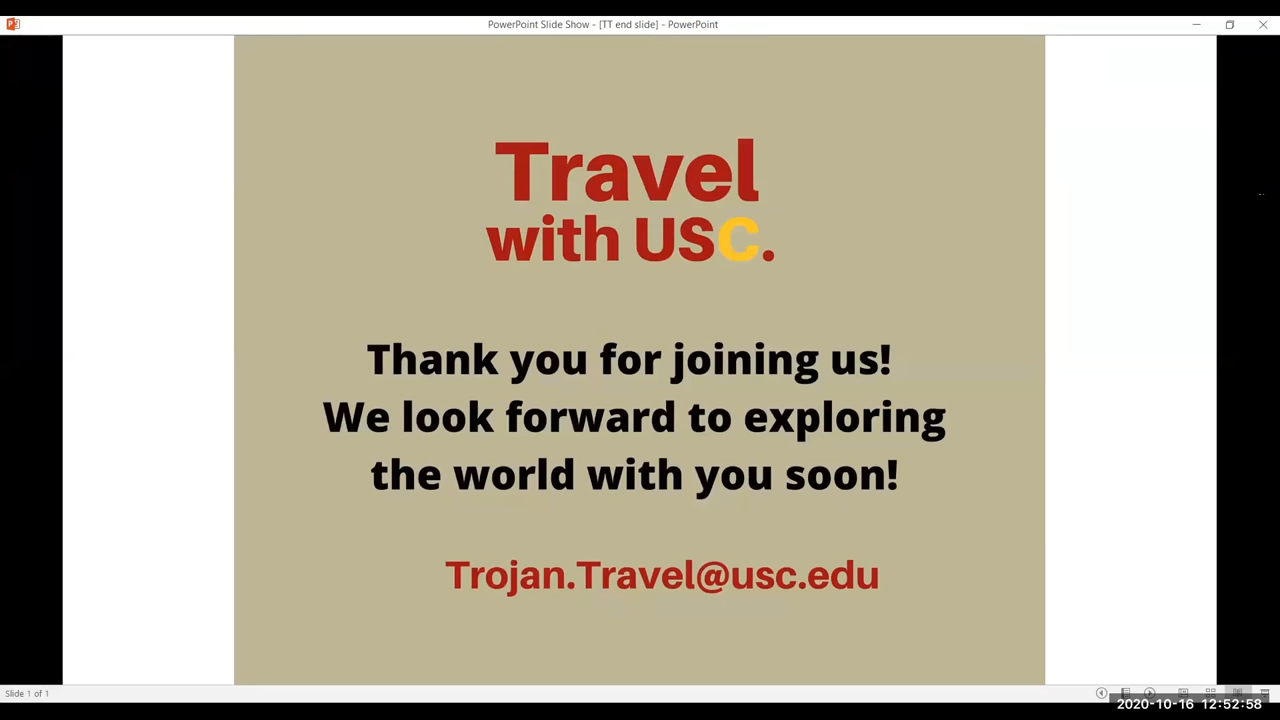 PowerPoint Slide Show - [TT end slide] - PowerPoint
Travel
with USC.
Thank you for joining us!
We look forward to exploring
the world with you soon!
Trojan.Travel@usc.edu
Slide 1 of 1
2020-10-16 12:52:58